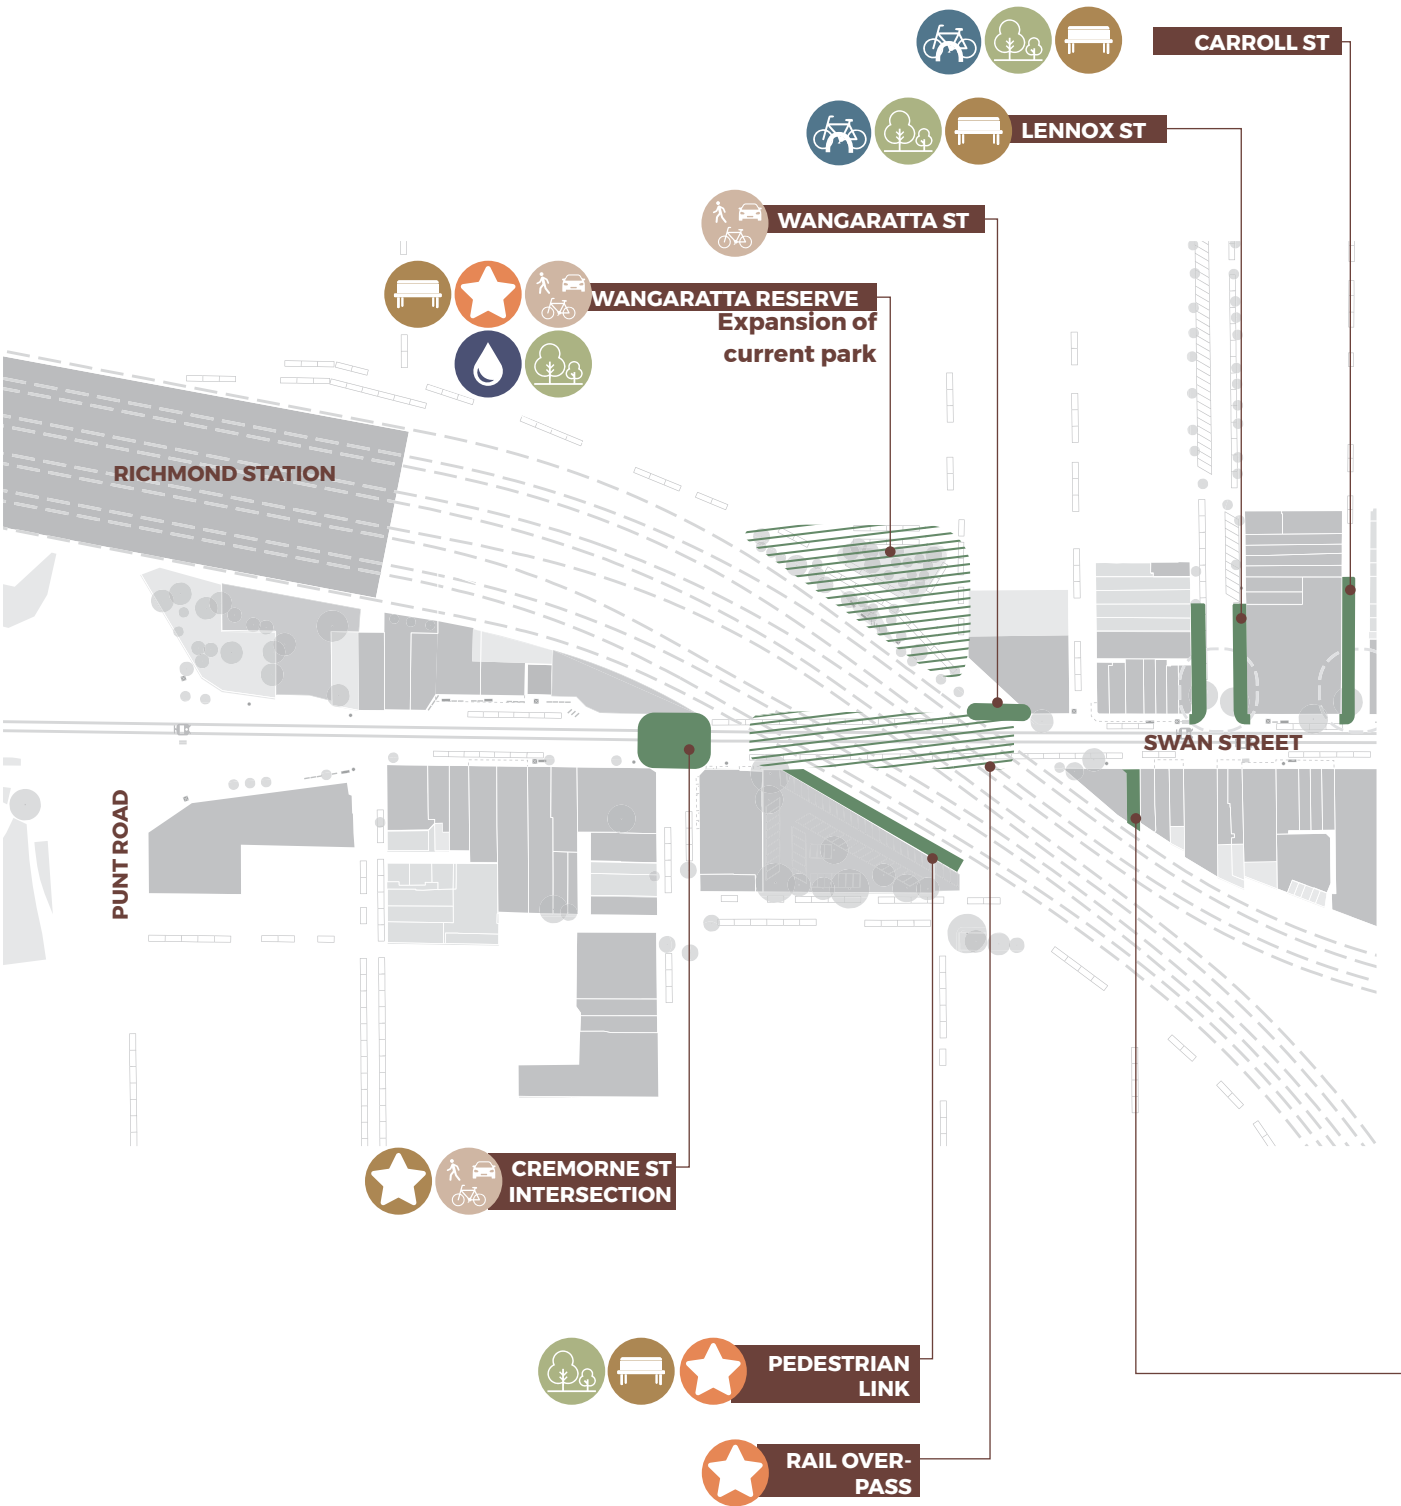 CARROLL ST
LENNOX ST
WANGARATTA ST
WANGARATTA RESERVE
Expansion of
current park
RICHMOND STATION
SWAN STREET
PUNT ROAD
CREMORNE ST
INTERSECTION
PEDESTRIAN
LINK
RAIL OVER-
PASS